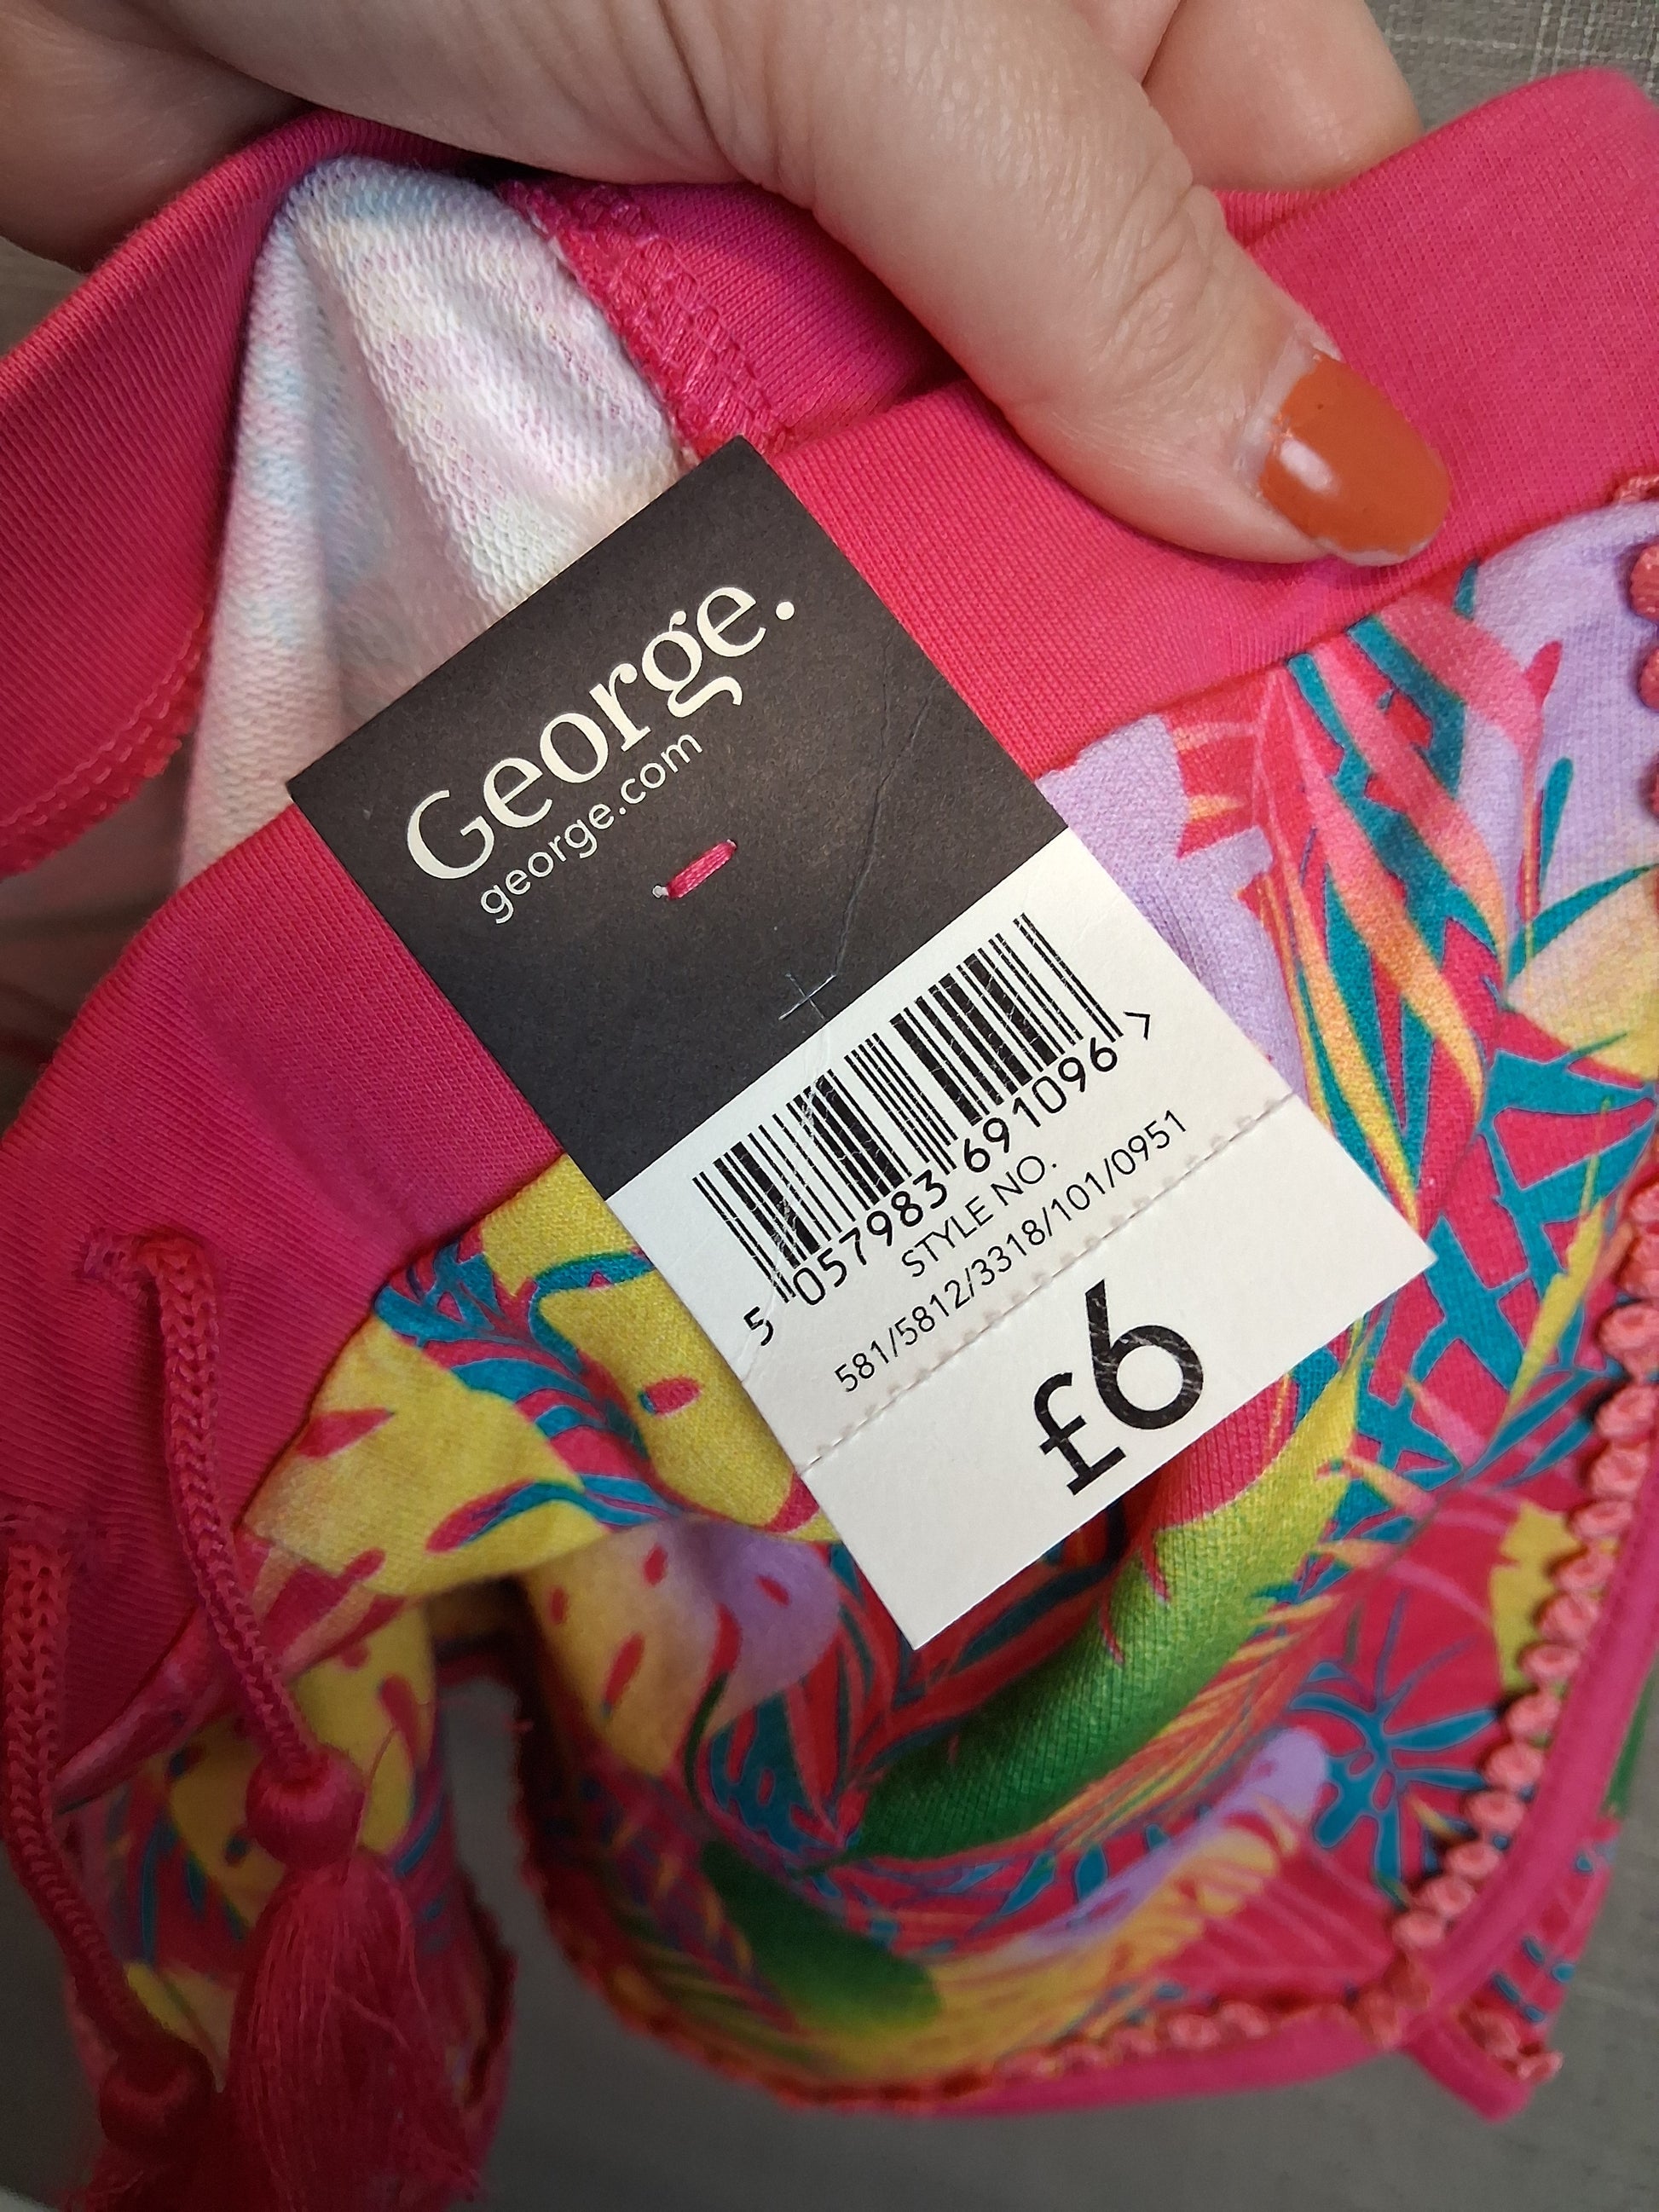 George.
george.com
5 057983 691096 >
STYLE NO.
581/5812/3318/101/0951
£6